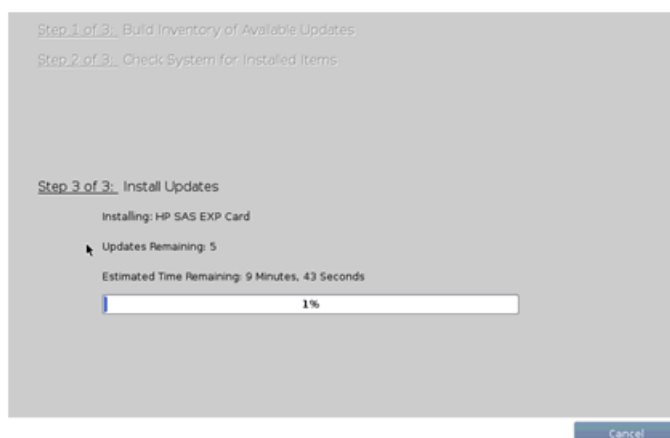 Step 1 of 3: Build Inventory of Available Updates
Step 2 of 3: Check System for Installed Items
Step 3 of 3: Install Updates
Installing: HP SAS EXP Card
Updates Remaining: 5
Estimated Time Remaining: 9 Minutes, 43 Seconds
1%
Cancel